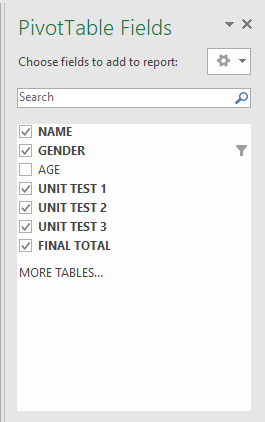 PivotTable Fields
Choose fields to add to report:
Search
NAME
GENDER
AGE
UNIT TEST 1
UNIT TEST 2
UNIT TEST 3
FINAL TOTAL
MORE TABLES...